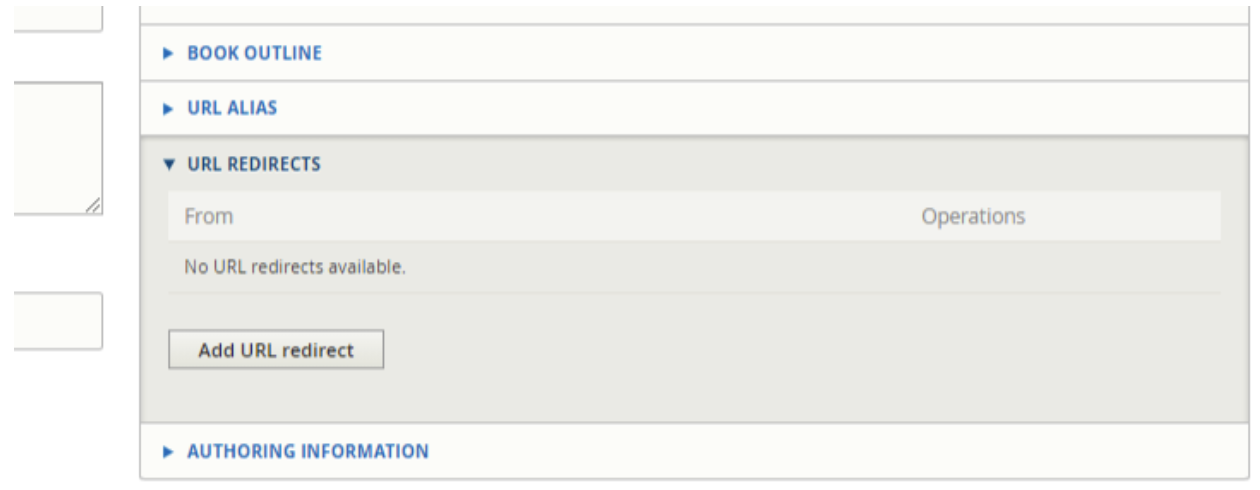 BOOK OUTLINE
URL ALIAS
URL REDIRECTS
From Operations
No URL redirects available.
Add URL redirect
AUTHORING INFORMATION